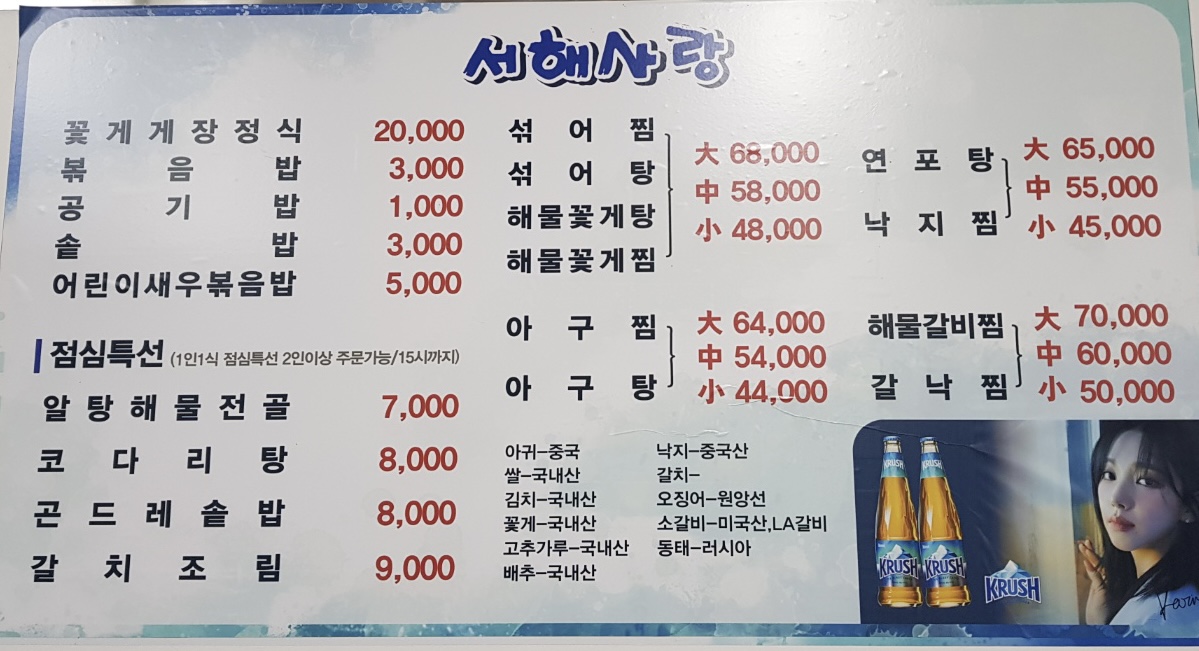 서해사랑
꽃게게장정식 20,000
볶음밥 3,000
공기밥 1,000
솥밥 3,000
어린이새우볶음밥 5,000
점심특선 (1인1식 점심특선 2인이상 주문가능/15시까지)
알탕해물전골 7,000
코다리탕 8,000
곤드레솥밥 8,000
갈치조림 9,000
섞어찜
섞어탕
해물꽃게탕
해물꽃게찜
大 68,000
中 58,000
小 48,000
아구찜
아구탕
大 64,000
中 54,000
小 44,000
연포탕
낙지찜
大 65,000
中 55,000
小 45,000
해물갈비찜
갈낙찜
大 70,000
中 60,000
小 50,000
아귀–중국
쌀–국내산
김치–국내산
꽃게–국내산
고추가루–국내산
배추–국내산
낙지–중국산
갈치–
오징어–원양선
소갈비–미국산,LA갈비
동태–러시아
KRUSH
KRUSH
KRUSH
KRUSH
KRUSH